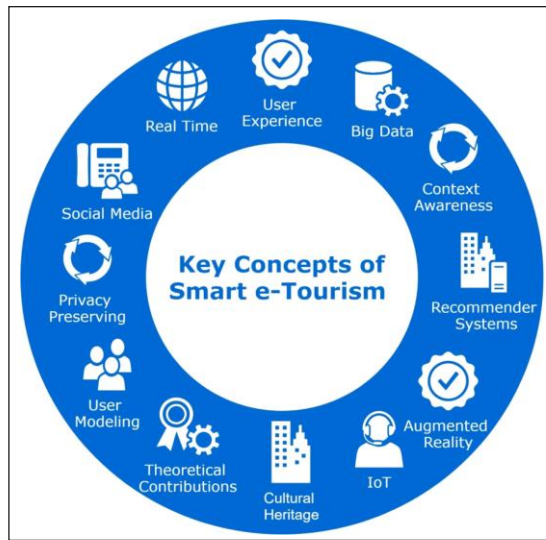 User
Experience
Big Data
Context
Awareness
Recommender
Systems
Augmented
Reality
IoT
Cultural
Heritage
Theoretical
Contributions
User
Modeling
Privacy
Preserving
Social Media
Real Time
Key Concepts of
Smart e-Tourism